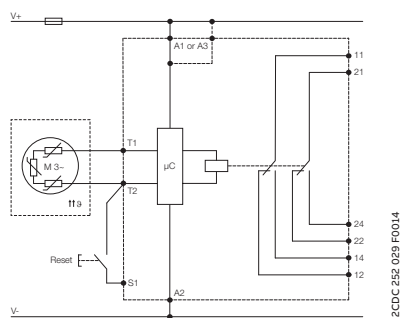 V+
A1 or A3
11
21
T1
M 3~
µC
T2
↑↑ϑ
24
22
Reset
14
S1
12
A2
V-
2CDC 252 029 F0014